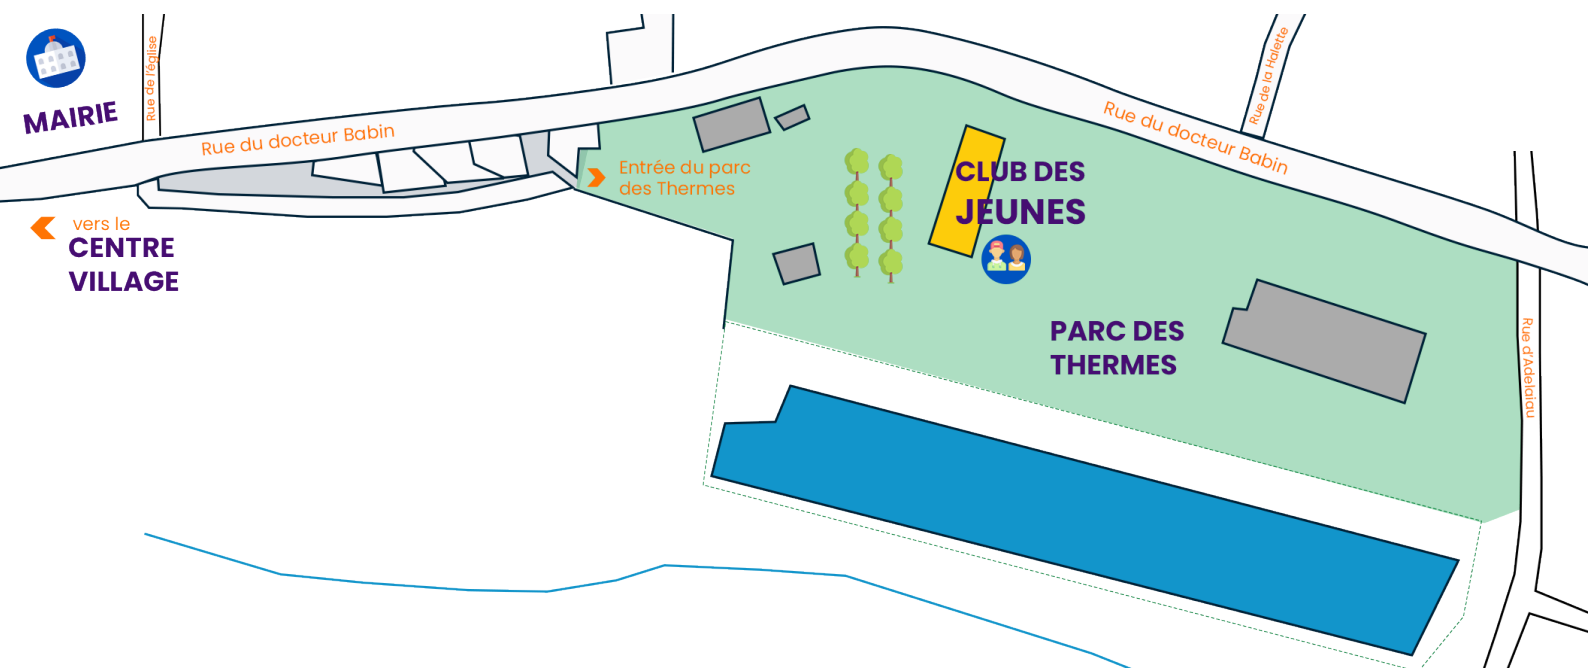 MAIRIE
Rue de l'église
Rue du docteur Babin
Entrée du parc
des Thermes
vers le
CENTRE
VILLAGE
CLUB DES
JEUNES
Rue du docteur Babin
Rue de la Halette
PARC DES
THERMES
Rue d'Adelaïau